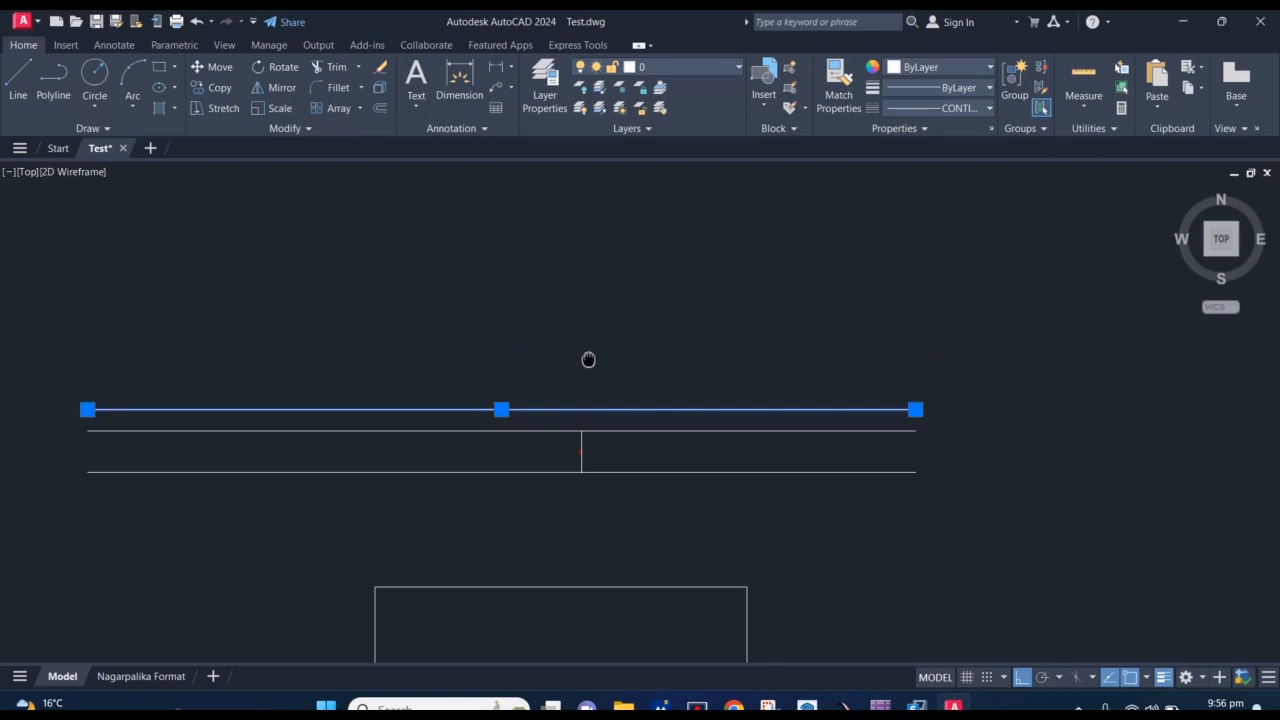 A Autodesk AutoCAD 2024 Test.dwg
Share
Type a keyword or phrase
Sign In
Home Insert Annotate Parametric View Manage Output Add-ins Collaborate Featured Apps Express Tools
Line Polyline Circle Arc
Move Rotate Trim
Copy Mirror Fillet
Stretch Scale Array
Text Dimension
Layer Properties
0
Insert
Match Properties
ByLayer
ByLayer
CONTI...
Group
Measure
Paste
Base
Draw Modify Annotation Layers Block Properties Groups Utilities Clipboard View
Start Test*
[−][Top][2D Wireframe]
N
W TOP E
S
WCS
Model Nagarpalika Format
MODEL
16°C
Search
9:56 pm